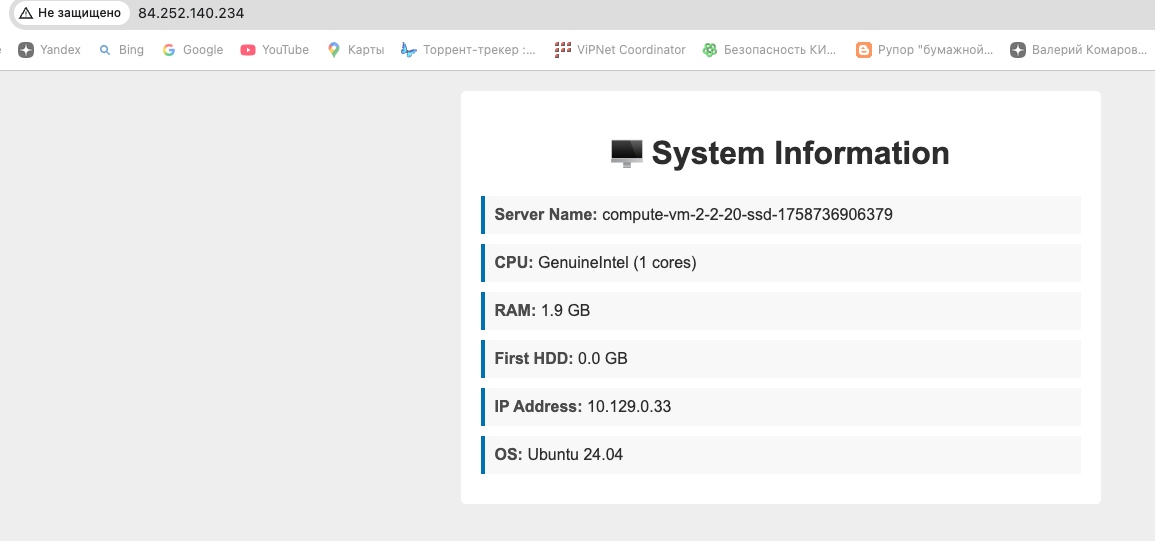 Не защищено 84.252.140.234
Yandex Bing Google YouTube Карты Торрент-трекер :... ViPNet Coordinator Безопасность КИ... Рупор "бумажной... Валерий Комаров...
System Information
Server Name: compute-vm-2-2-20-ssd-1758736906379
CPU: GenuineIntel (1 cores)
RAM: 1.9 GB
First HDD: 0.0 GB
IP Address: 10.129.0.33
OS: Ubuntu 24.04